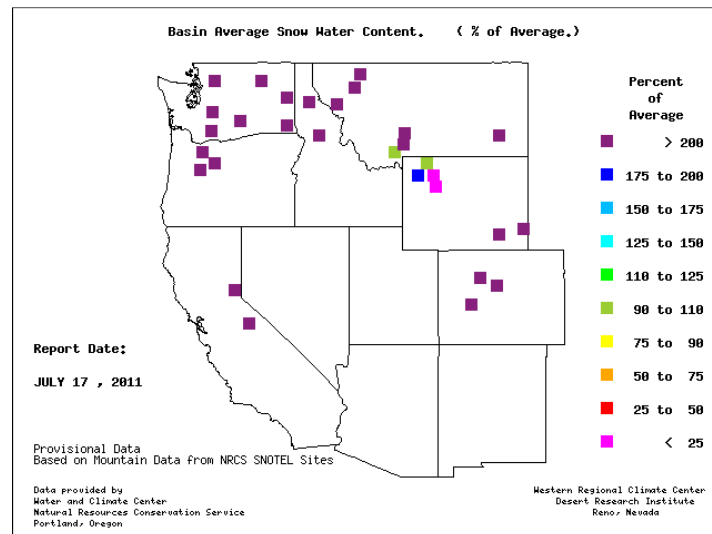 Basin Average Snow Water Content. ( % of Average.)
Percent
of
Average
> 200
175 to 200
150 to 175
125 to 150
110 to 125
90 to 110
75 to 90
50 to 75
25 to 50
< 25
Report Date:
JULY 17 , 2011
Provisional Data
Based on Mountain Data from NRCS SNOTEL Sites
Data provided by
Water and Climate Center
Natural Resources Conservation Service
Portland, Oregon
Western Regional Climate Center
Desert Research Institute
Reno, Nevada